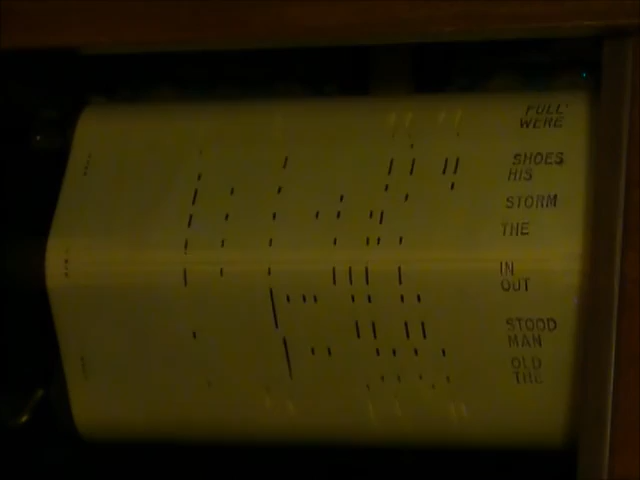 FULL
WERE
SHOES
HIS
STORM
THE
IN
OUT
STOOD
MAN
OLD
THE